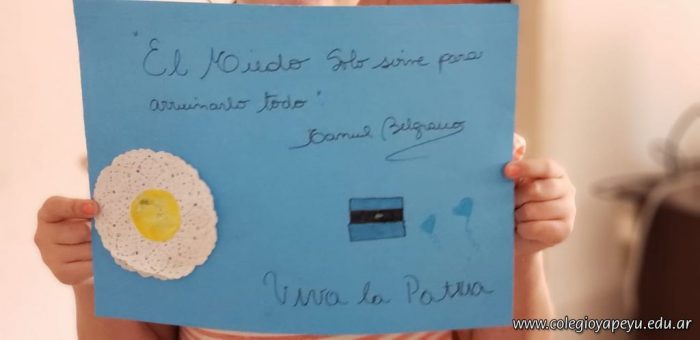 "El Miedo Solo sirve para
arruinarlo todo"
Manuel Belgrano
Viva la Patria
www.colegioyapeyu.edu.ar